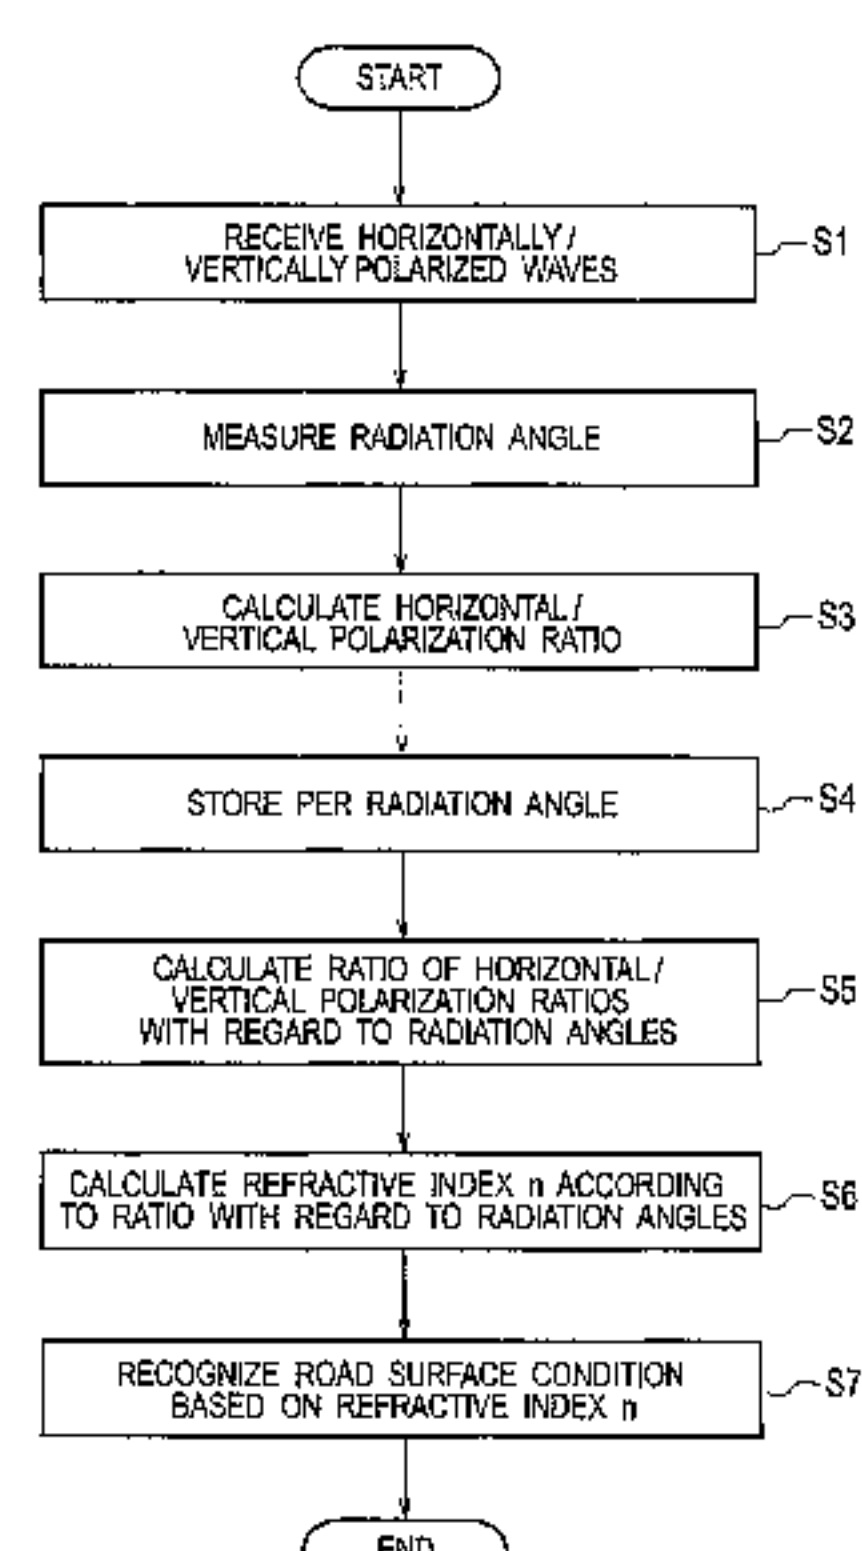 START
RECEIVE HORIZONTALLY/
VERTICALLY POLARIZED WAVES
S1
MEASURE RADIATION ANGLE
S2
CALCULATE HORIZONTAL/
VERTICAL POLARIZATION RATIO
S3
STORE PER RADIATION ANGLE
S4
CALCULATE RATIO OF HORIZONTAL/
VERTICAL POLARIZATION RATIOS
WITH REGARD TO RADIATION ANGLES
S5
CALCULATE REFRACTIVE INDEX n ACCORDING
TO RATIO WITH REGARD TO RADIATION ANGLES
S6
RECOGNIZE ROAD SURFACE CONDITION
BASED ON REFRACTIVE INDEX n
S7
END